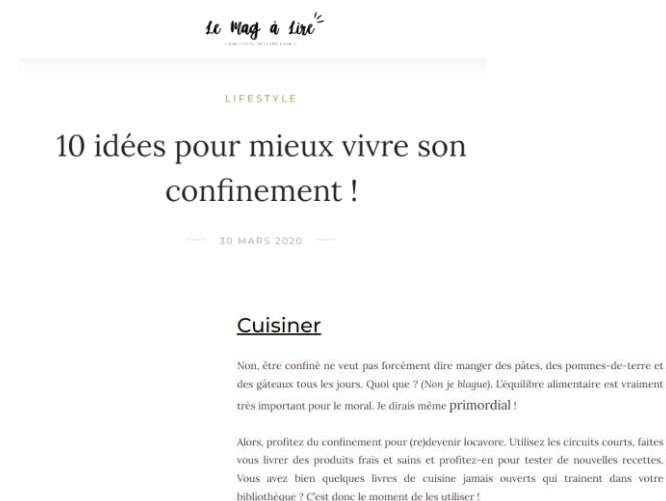 Le Mag à Lire
LIFESTYLE
10 idées pour mieux vivre son
confinement !
30 MARS 2020
Cuisiner
Non, être confiné ne veut pas forcément dire manger des pâtes, des pommes-de-terre et
des gâteaux tous les jours. Quoi que ? (Non je blague). L'équilibre alimentaire est vraiment
très important pour le moral. Je dirais même primordial !
Alors, profitez du confinement pour (re)devenir locavore. Utilisez les circuits courts, faites
vous livrer des produits frais et sains et profitez-en pour tester de nouvelles recettes.
Vous avez bien quelques livres de cuisine jamais ouverts qui trainent dans votre
bibliothèque ? C'est donc le moment de les utiliser !